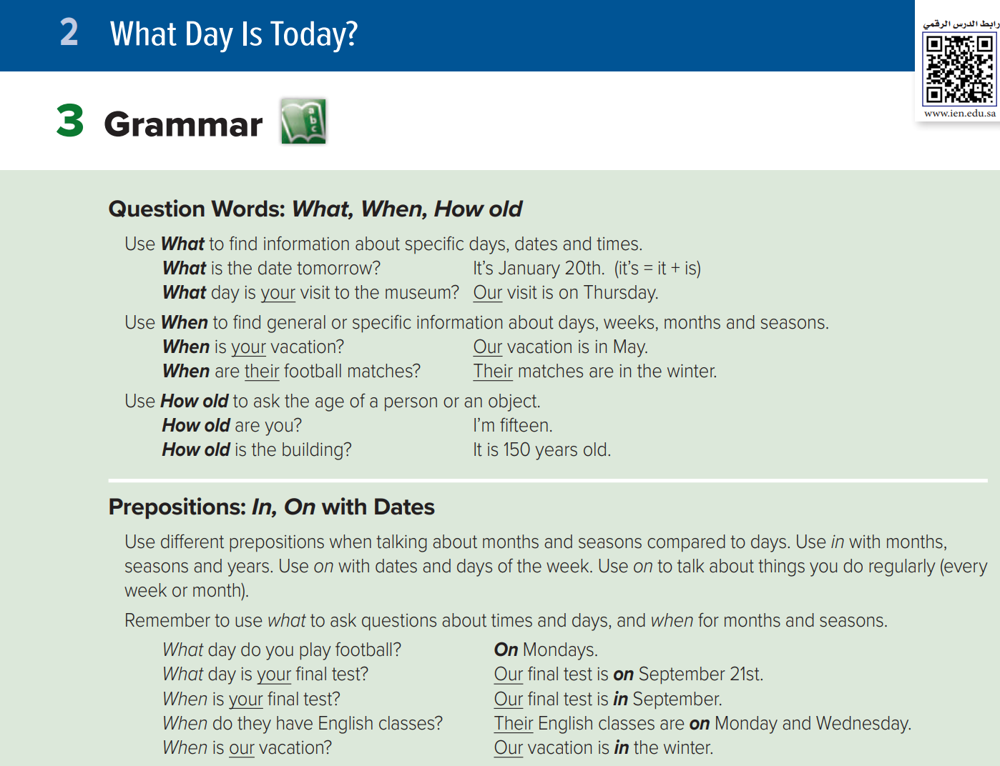 2 What Day Is Today?
رابط الدرس الرقمي
www.ien.edu.sa
3 Grammar
a
b
c
Question Words: What, When, How old
Use What to find information about specific days, dates and times.
What is the date tomorrow? It's January 20th. (it's = it + is)
What day is your visit to the museum? Our visit is on Thursday.
Use When to find general or specific information about days, weeks, months and seasons.
When is your vacation? Our vacation is in May.
When are their football matches? Their matches are in the winter.
Use How old to ask the age of a person or an object.
How old are you? I'm fifteen.
How old is the building? It is 150 years old.
Prepositions: In, On with Dates
Use different prepositions when talking about months and seasons compared to days. Use in with months,
seasons and years. Use on with dates and days of the week. Use on to talk about things you do regularly (every
week or month).
Remember to use what to ask questions about times and days, and when for months and seasons.
What day do you play football? On Mondays.
What day is your final test? Our final test is on September 21st.
When is your final test? Our final test is in September.
When do they have English classes? Their English classes are on Monday and Wednesday.
When is our vacation? Our vacation is in the winter.